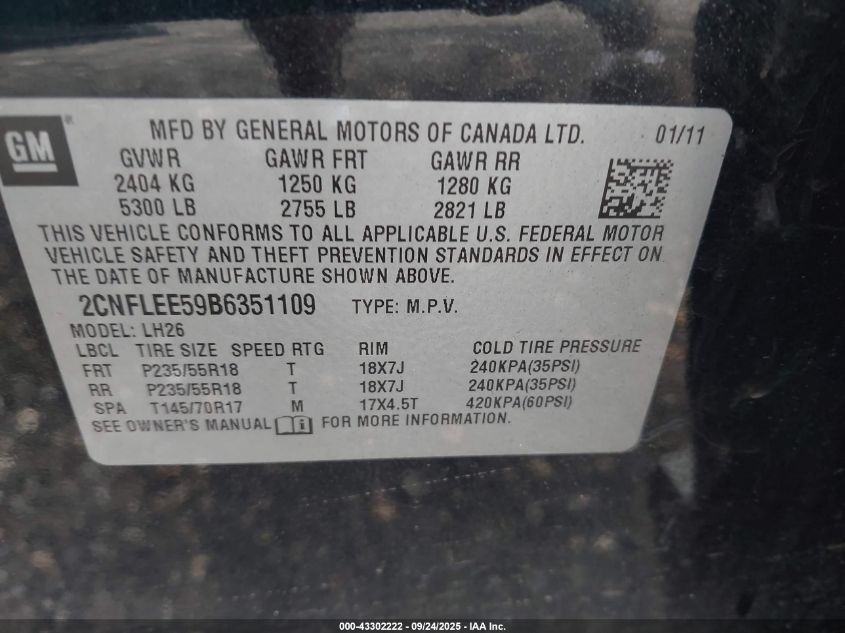 GM
MFD BY GENERAL MOTORS OF CANADA LTD. 01/11
GVWR GAWR FRT GAWR RR
2404 KG 1250 KG 1280 KG
5300 LB 2755 LB 2821 LB
THIS VEHICLE CONFORMS TO ALL APPLICABLE U.S. FEDERAL MOTOR
VEHICLE SAFETY AND THEFT PREVENTION STANDARDS IN EFFECT ON
THE DATE OF MANUFACTURE SHOWN ABOVE.
2CNFLEE59B6351109 TYPE: M.P.V.
MODEL: LH26
LBCL TIRE SIZE SPEED RTG RIM COLD TIRE PRESSURE
FRT P235/55R18 T 18X7J 240KPA(35PSI)
RR P235/55R18 T 18X7J 240KPA(35PSI)
SPA T145/70R17 M 17X4.5T 420KPA(60PSI)
SEE OWNER'S MANUAL FOR MORE INFORMATION.
000-43302222 - 09/24/2025 - IAA Inc.